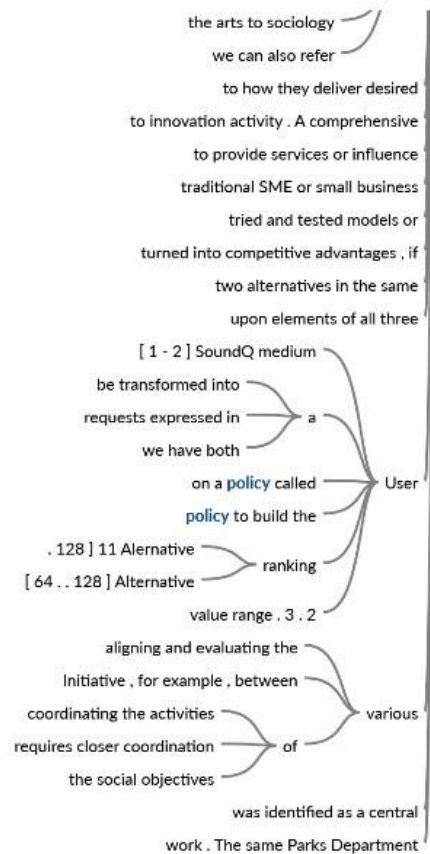 the arts to sociology
we can also refer
to how they deliver desired
to innovation activity . A comprehensive
to provide services or influence
traditional SME or small business
tried and tested models or
turned into competitive advantages , if
two alternatives in the same
upon elements of all three
[ 1 - 2 ] SoundQ medium
be transformed into
requests expressed in a
we have both
on a policy called User
policy to build the
. 128 ] 11 Alernative
ranking
[ 64 . . 128 ] Alternative
value range . 3 . 2
aligning and evaluating the
Initiative , for example , between
coordinating the activities various
requires closer coordination of
the social objectives
was identified as a central
work . The same Parks Department